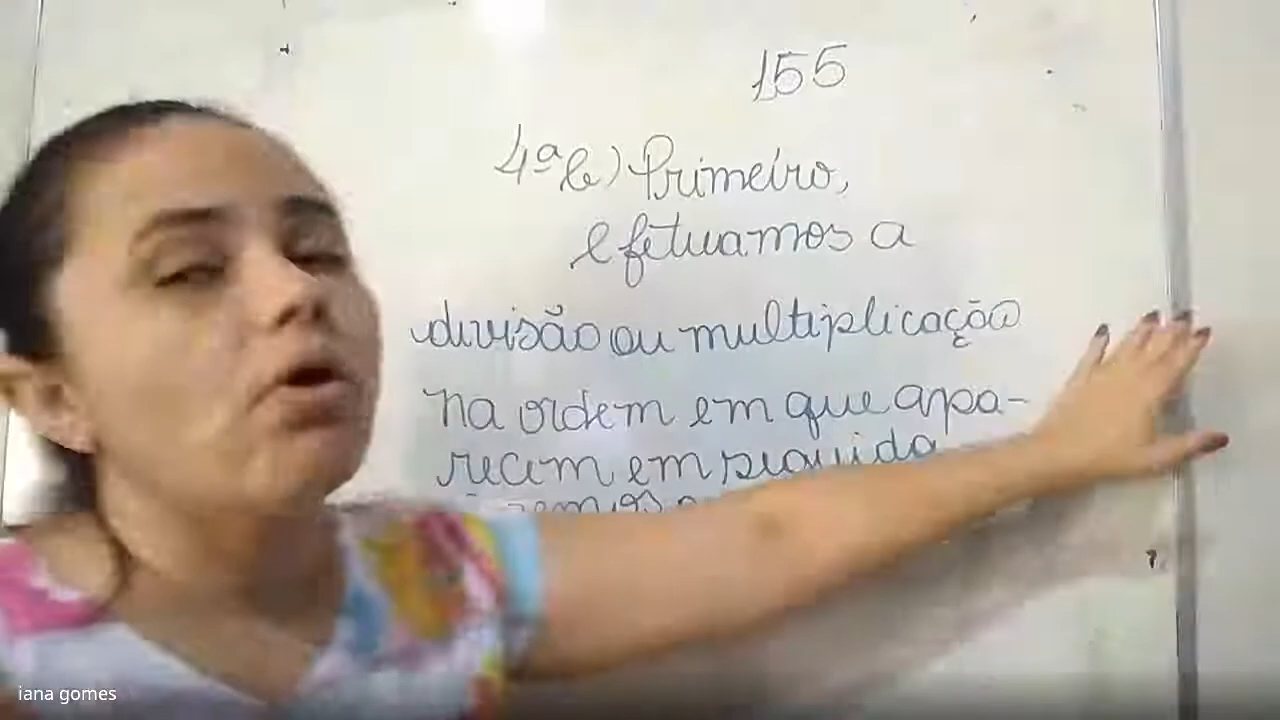 155
4ª b) Primeiro,
efetuamos a
divisão ou multiplicação
na ordem em que apa-
recem em seguida
iana gomes